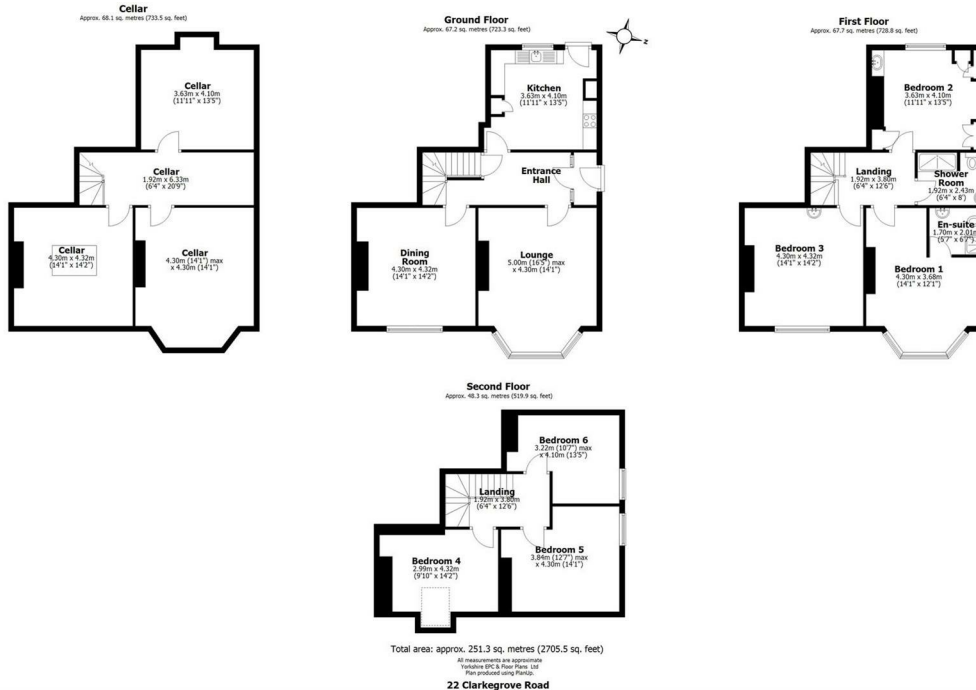 Cellar
Approx. 68.1 sq. metres (733.5 sq. feet)
Cellar
3.63m x 4.10m
(11'11" x 13'5")
Cellar
1.92m x 6.33m
(6'4" x 20'9")
Cellar
4.30m x 4.32m
(14'1" x 14'2")
Cellar
4.30m (14'1") max
x 4.30m (14'1")
Ground Floor
Approx. 67.2 sq. metres (723.3 sq. feet)
N
Kitchen
3.63m x 4.10m
(11'11" x 13'5")
Entrance
Hall
Dining
Room
4.30m x 4.32m
(14'1" x 14'2")
Lounge
5.00m (16'5") max
x 4.30m (14'1")
First Floor
Approx. 67.7 sq. metres (728.8 sq. feet)
Bedroom 2
3.63m x 4.10m
(11'11" x 13'5")
Landing
1.92m x 3.80m
(6'4" x 12'6")
Shower
Room
1.92m x 2.43m
(6'4" x 8')
En-suite
1.70m x 2.01m
(5'7" x 6'7")
Bedroom 3
4.30m x 4.32m
(14'1" x 14'2")
Bedroom 1
4.30m x 3.68m
(14'1" x 12'1")
Second Floor
Approx. 48.3 sq. metres (519.9 sq. feet)
Bedroom 6
3.22m (10'7") max
x 4.10m (13'5")
Landing
1.92m x 3.80m
(6'4" x 12'6")
Bedroom 4
2.99m x 4.32m
(9'10" x 14'2")
Bedroom 5
3.84m (12'7") max
x 4.30m (14'1")
Total area: approx. 251.3 sq. metres (2705.5 sq. feet)
All measurements are approximate
Yorkshire EPC & Floor Plans Ltd
Plan produced using PlanUp.
22 Clarkegrove Road